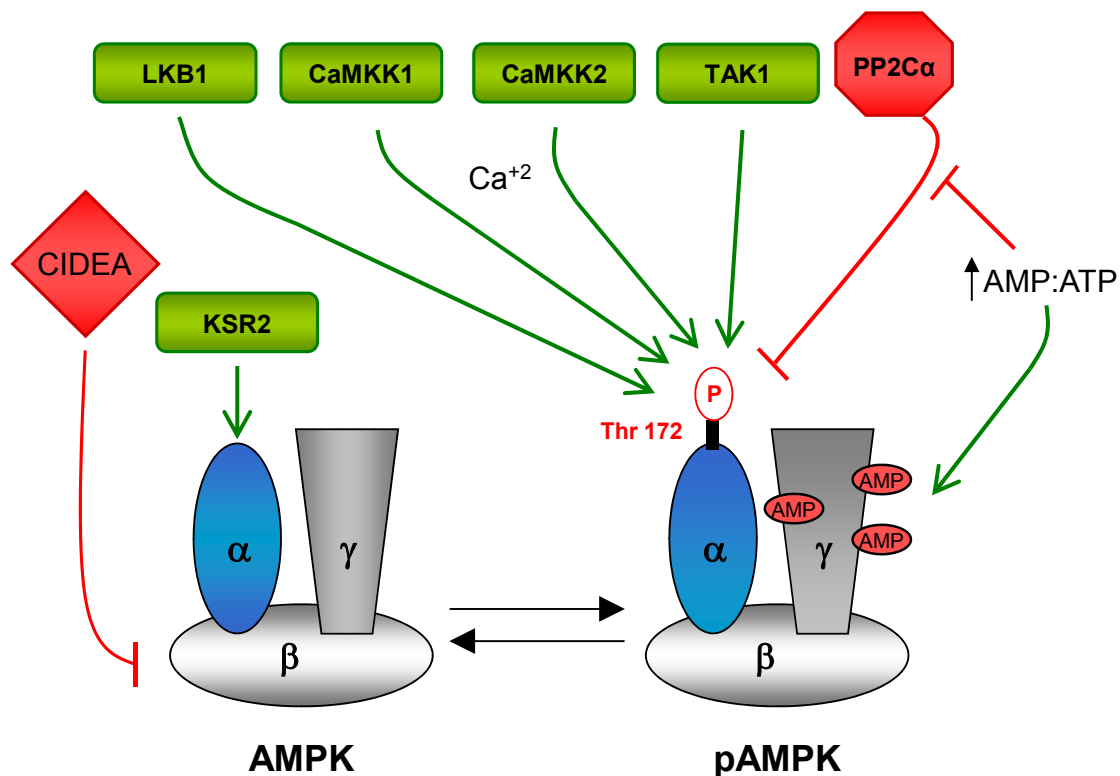 LKB1
CaMKK1
CaMKK2
TAK1
PP2Cα
Ca+2
CIDEA
AMP:ATP
KSR2
P
Thr 172
AMP
AMP
AMP
α
γ
α
γ
β
β
AMPK
pAMPK